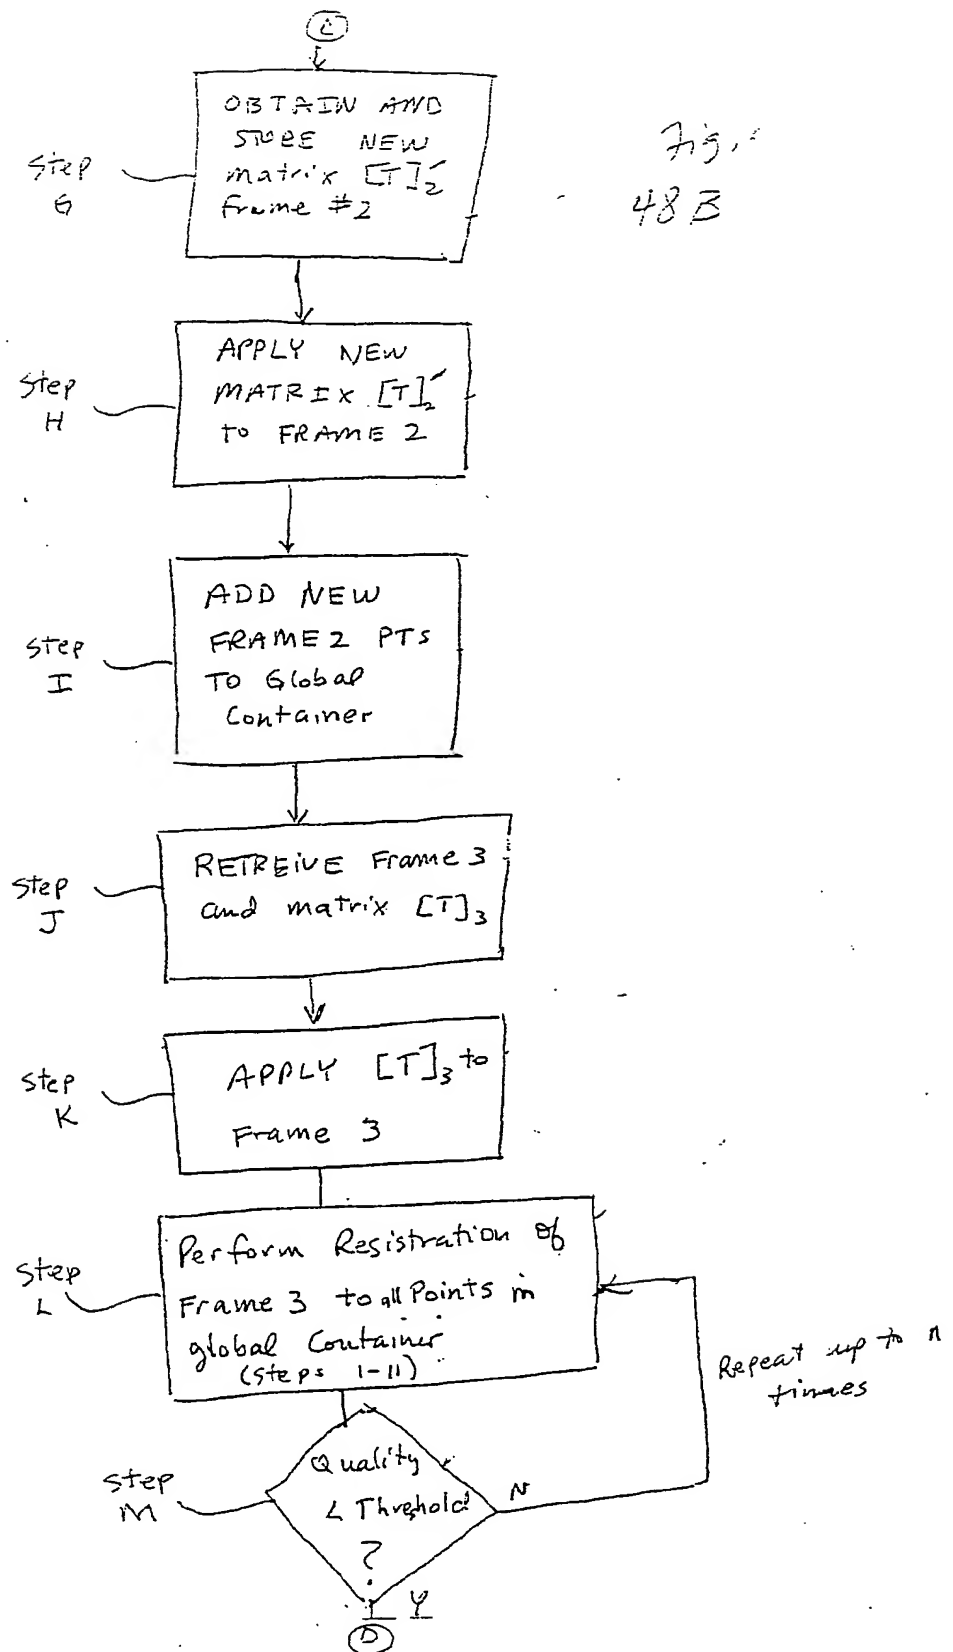 C
OBTAIN AND
STORE NEW
matrix [T]₂′
Frame #2
Step
G
Fig.
48B
APPLY NEW
MATRIX [T]₂′
to FRAME 2
Step
H
ADD NEW
FRAME 2 PTS
TO Global
Container
Step
I
RETREIVE Frame 3
and matrix [T]₃
Step
J
APPLY [T]₃ to
Frame 3
Step
K
Perform Resistration of
Frame 3 to all Points in
global Container
(Steps 1-11)
Step
L
Repeat up to n
times
Quality
< Threshold
?
Step
M
N
Y
D